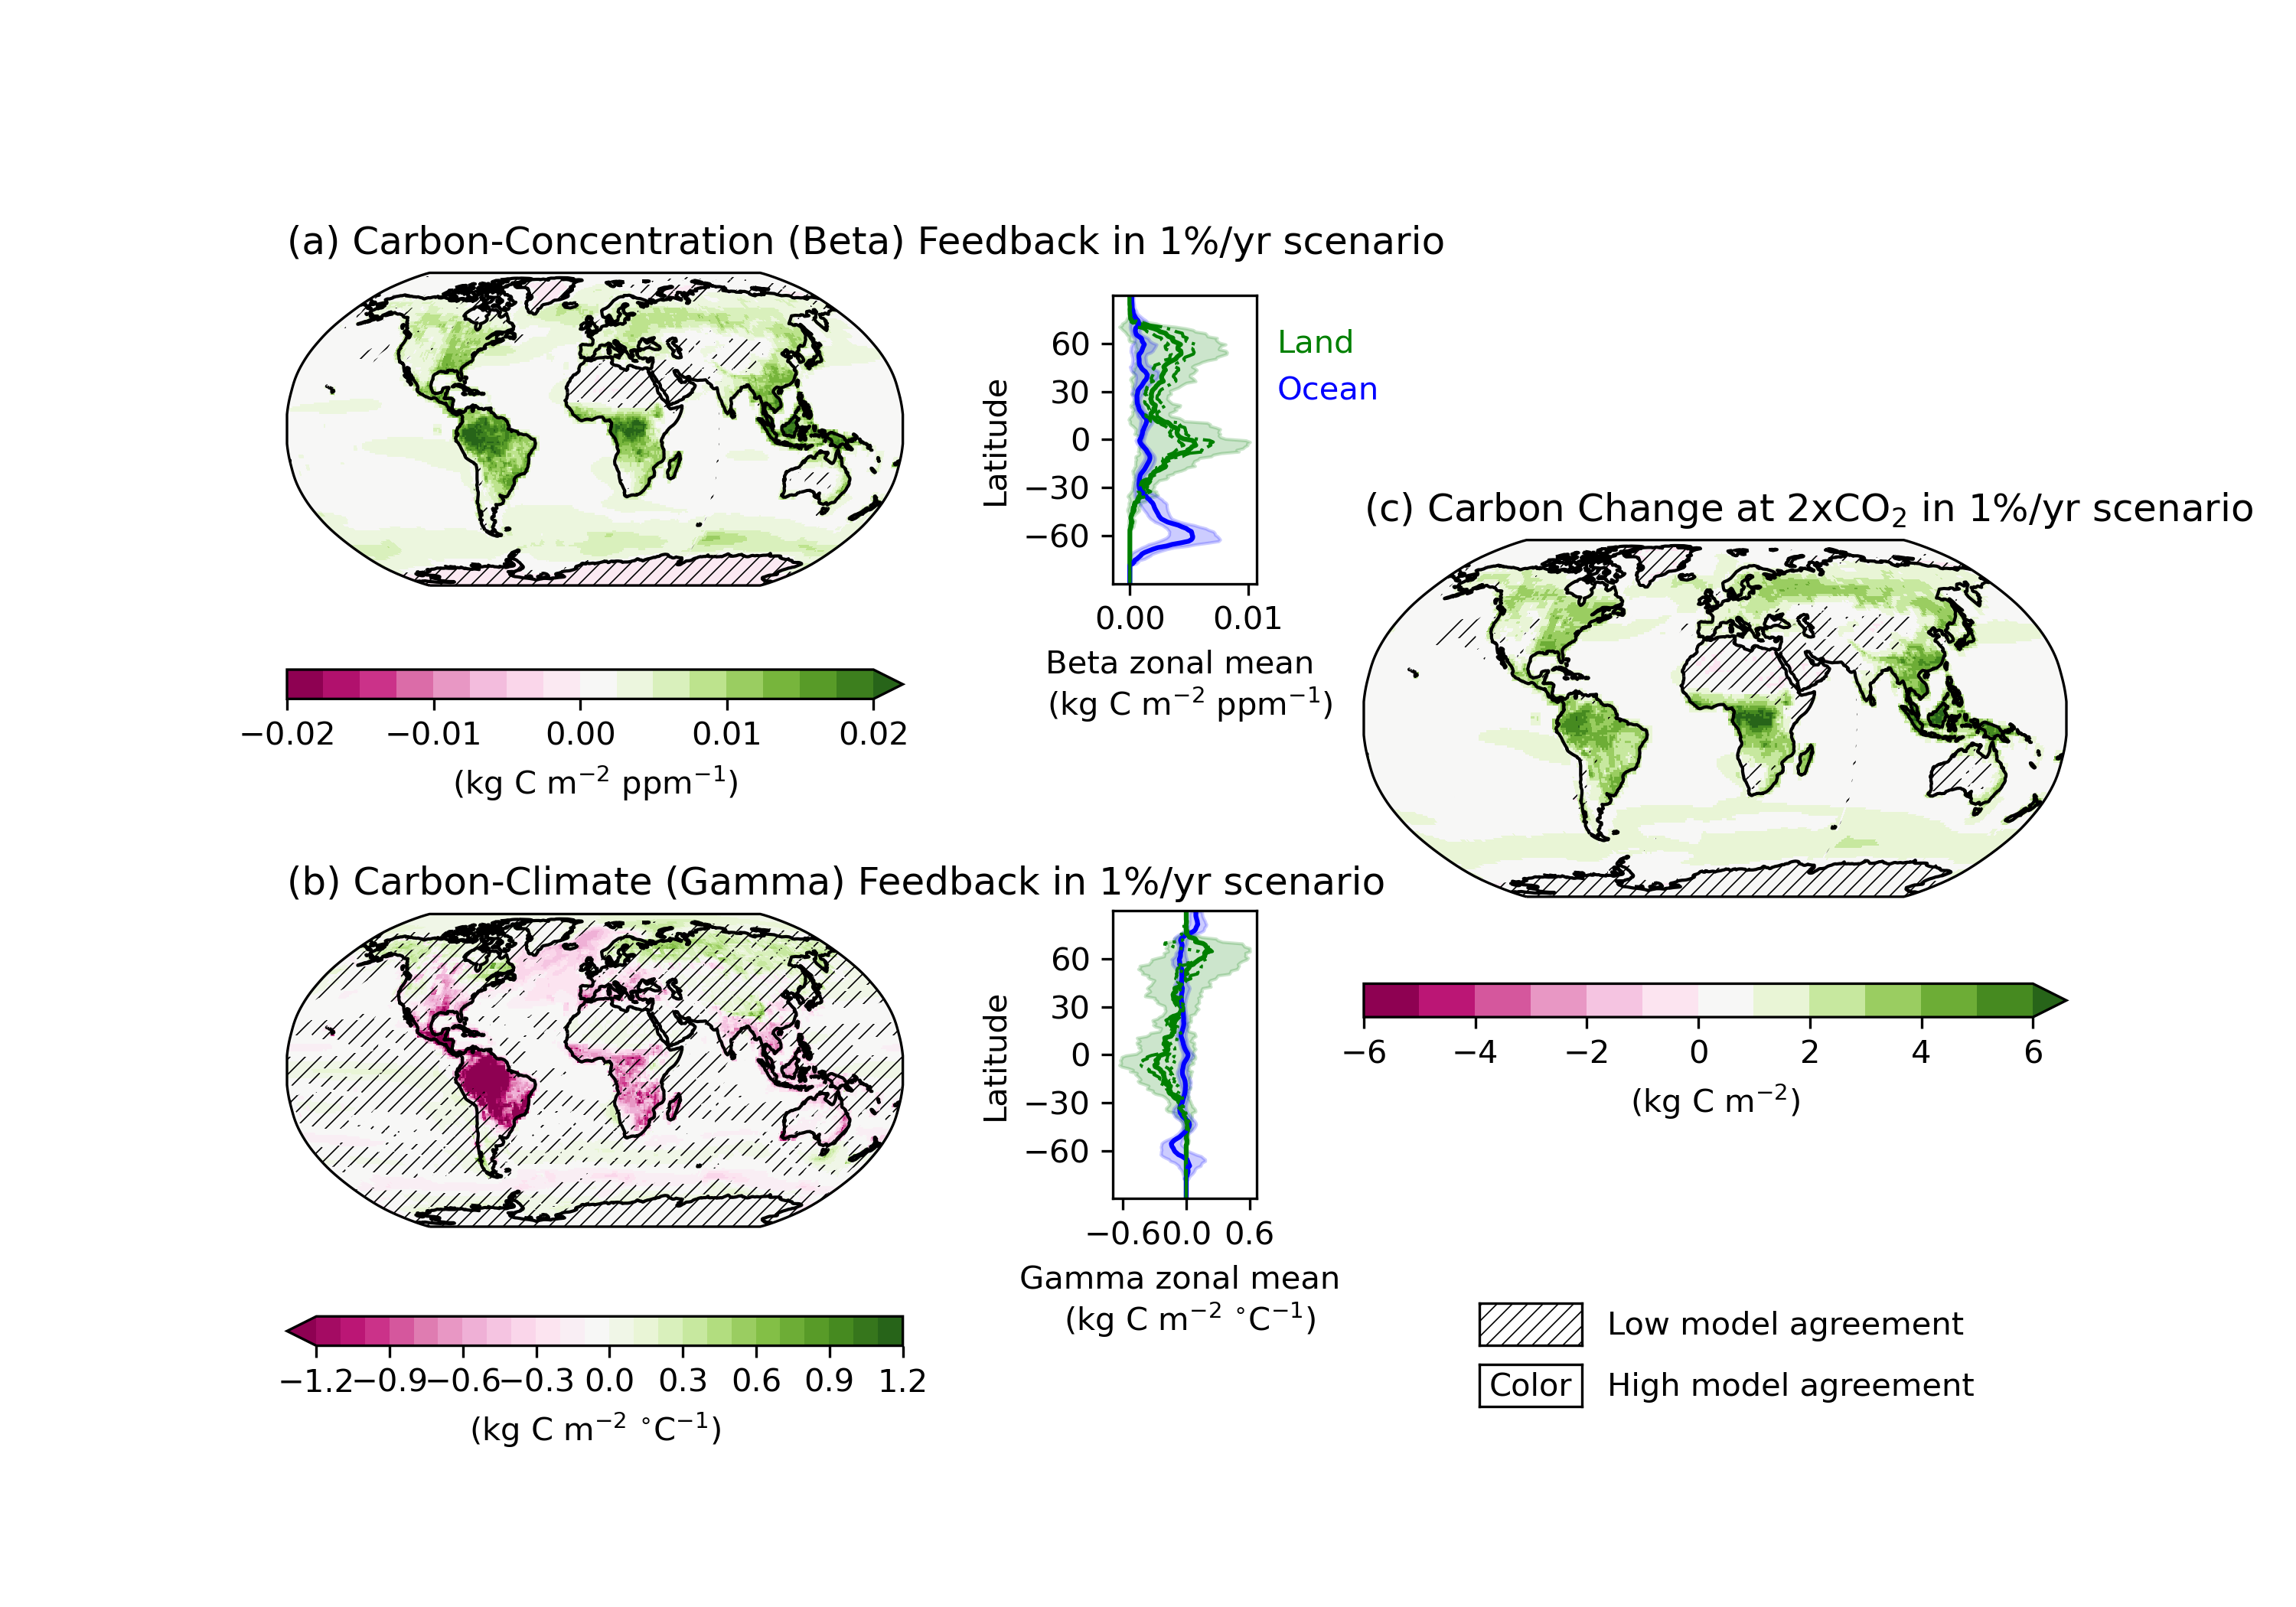 (a) Carbon-Concentration (Beta) Feedback in 1%/yr scenario
60
30
0
−30
−60
Latitude
0.00 0.01
Beta zonal mean
(kg C m⁻² ppm⁻¹)
Land
Ocean
−0.02 −0.01 0.00 0.01 0.02
(kg C m⁻² ppm⁻¹)
(b) Carbon-Climate (Gamma) Feedback in 1%/yr scenario
60
30
0
−30
−60
Latitude
−0.6 0.0 0.6
Gamma zonal mean
(kg C m⁻² °C⁻¹)
−1.2 −0.9 −0.6 −0.3 0.0 0.3 0.6 0.9 1.2
(kg C m⁻² °C⁻¹)
(c) Carbon Change at 2xCO₂ in 1%/yr scenario
−6 −4 −2 0 2 4 6
(kg C m⁻²)
Low model agreement
Color High model agreement